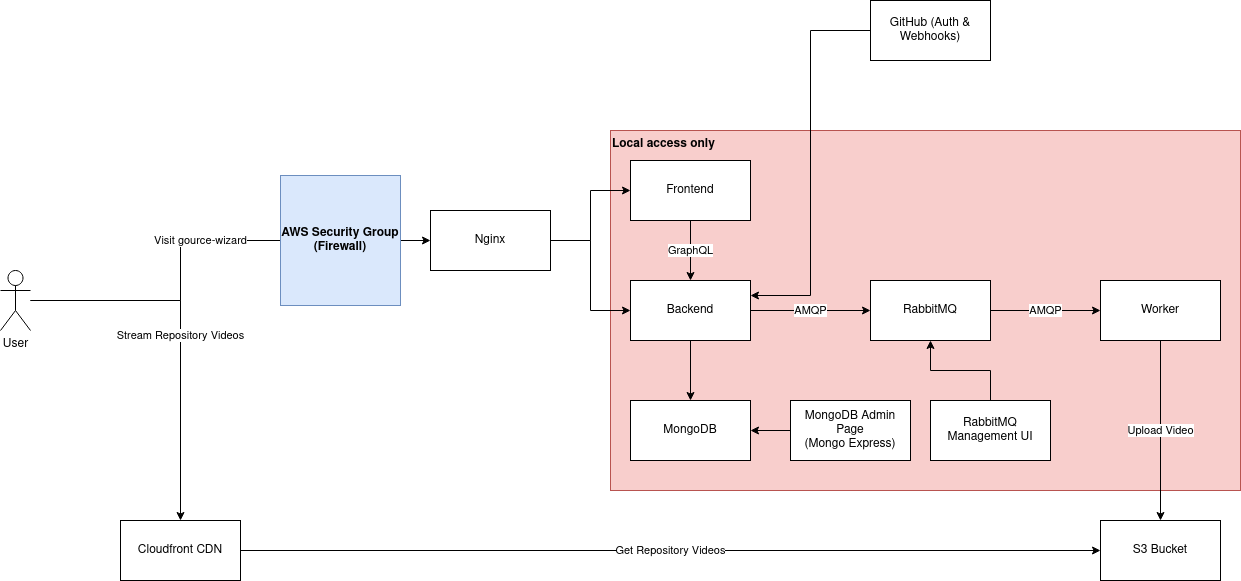 GitHub (Auth &
Webhooks)
Local access only
Frontend
AWS Security Group
(Firewall)
Visit gource-wizard
Nginx
GraphQL
Backend
AMQP
RabbitMQ
AMQP
Worker
User
Stream Repository Videos
MongoDB
MongoDB Admin
Page
(Mongo Express)
RabbitMQ
Management UI
Upload Video
Cloudfront CDN
Get Repository Videos
S3 Bucket